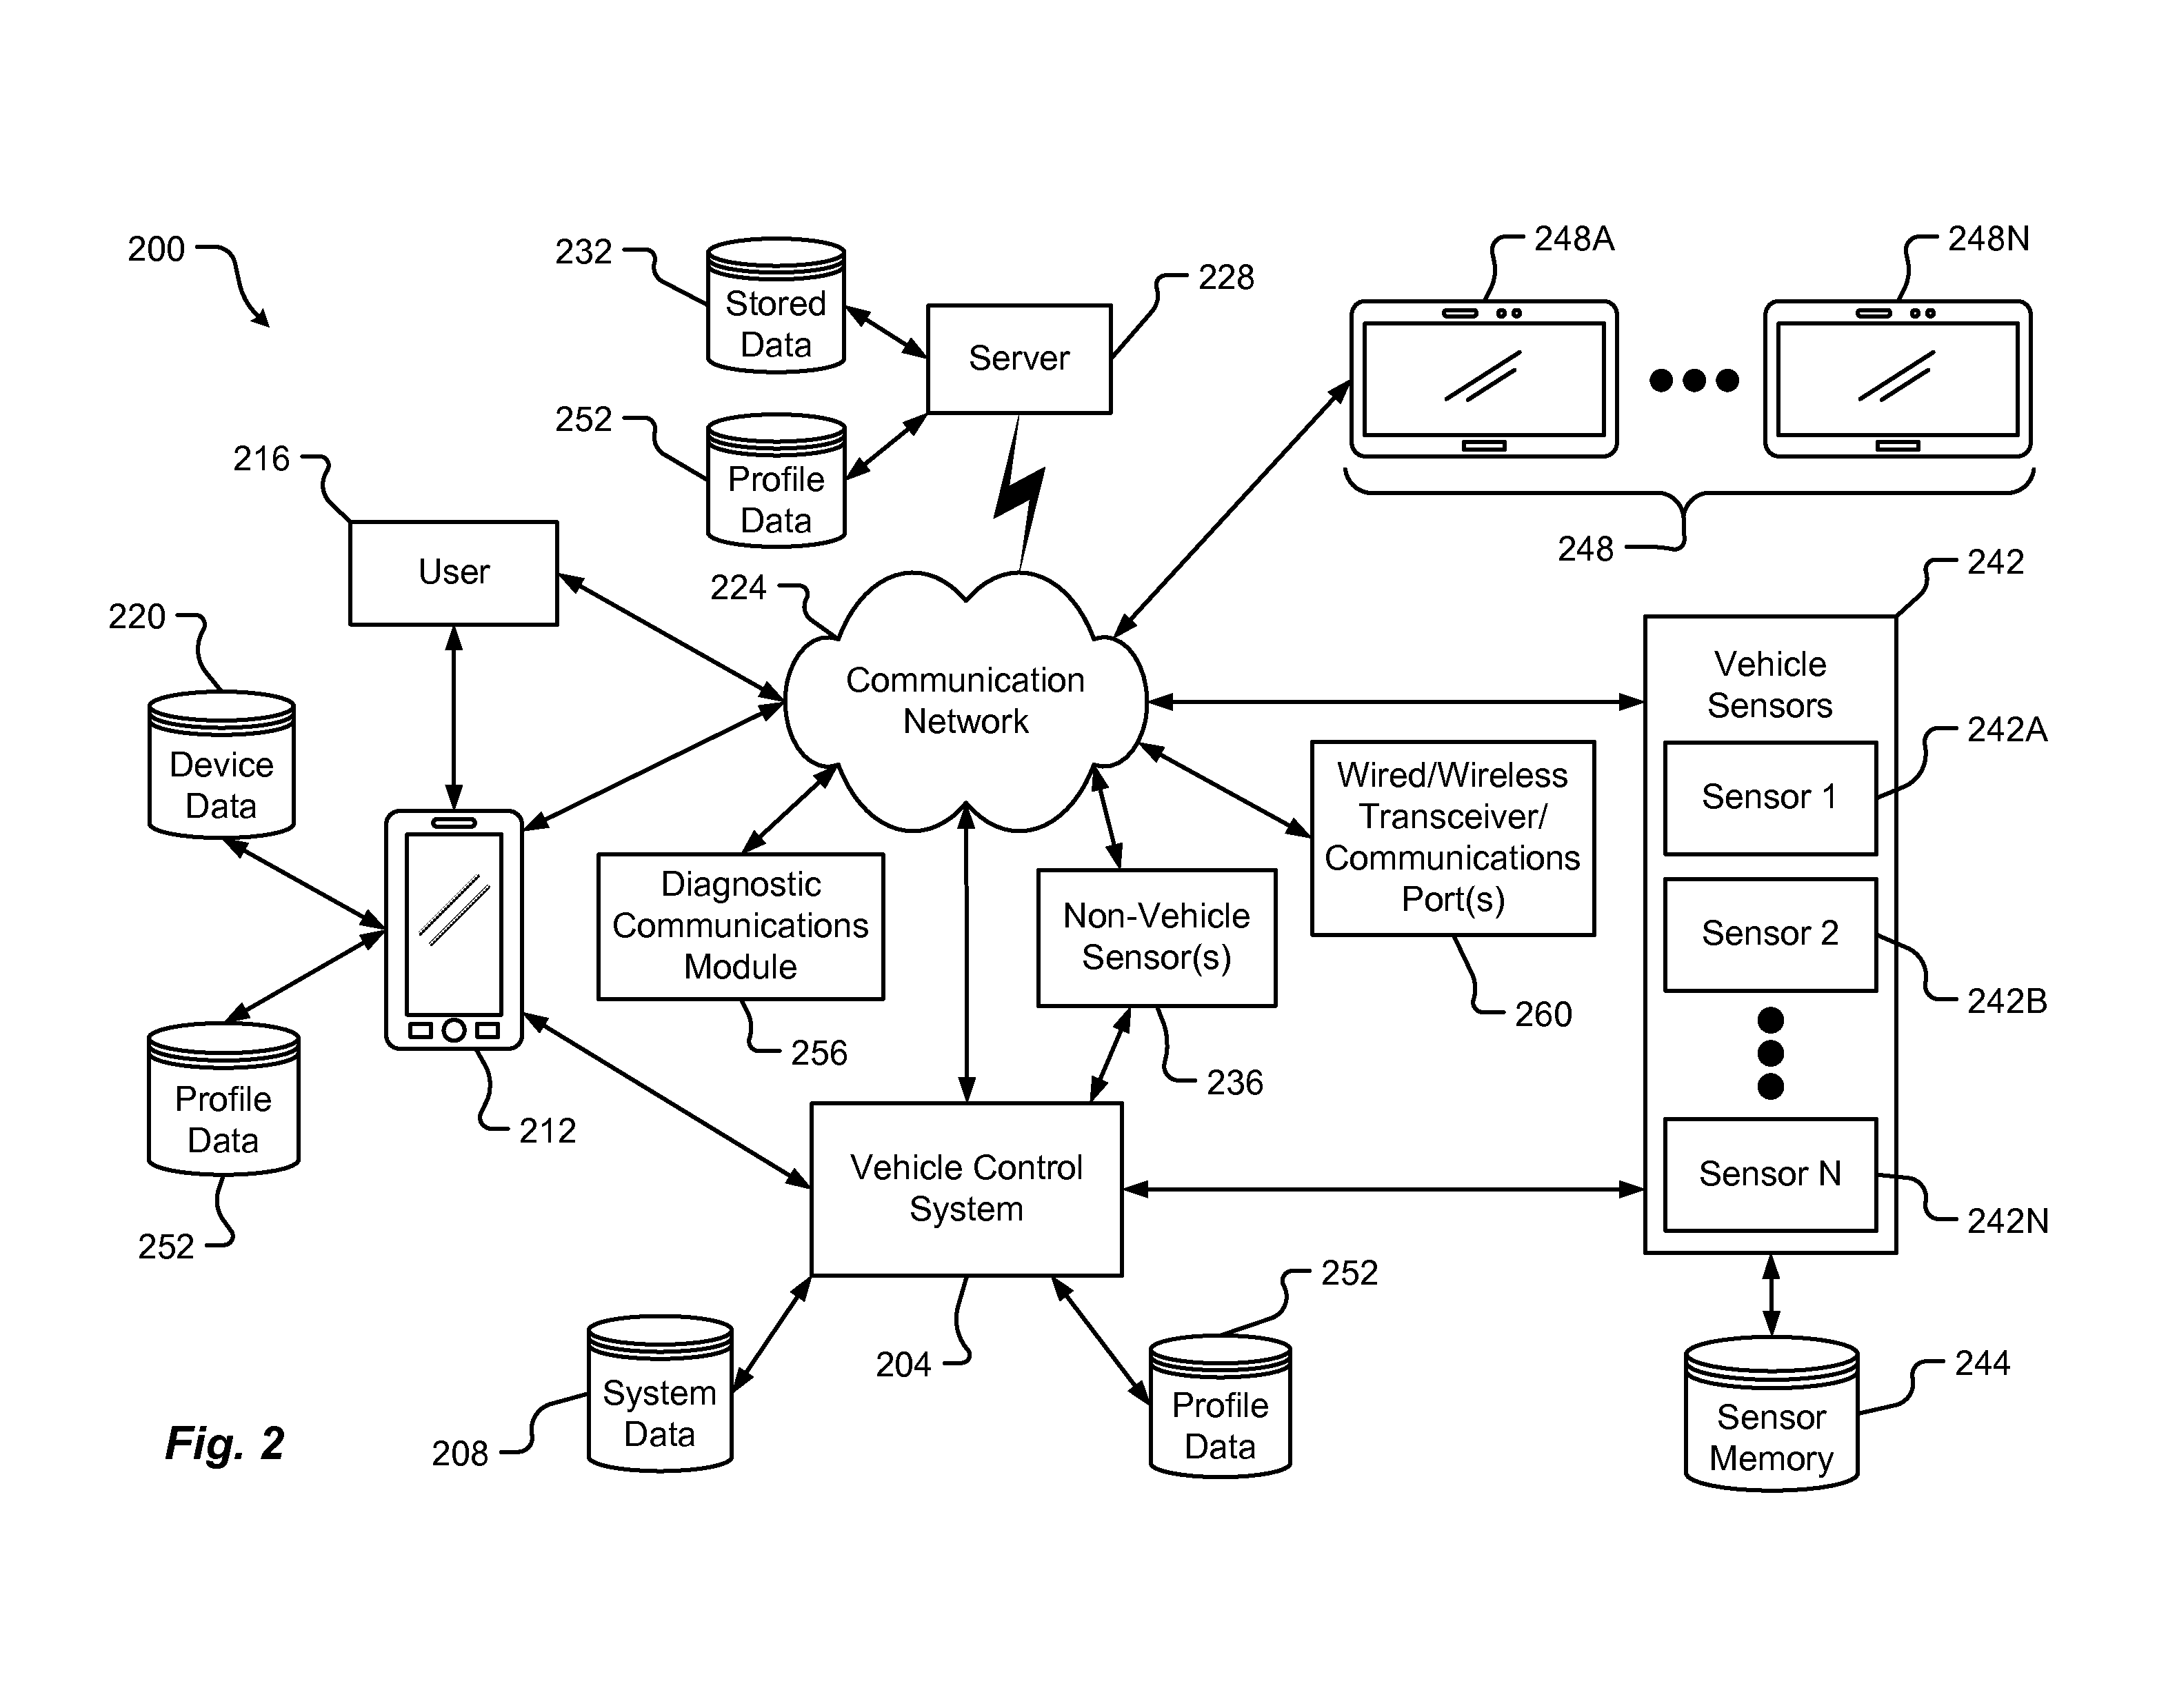 200
232
Stored
Data
Server
228
248A
248N
252
Profile
Data
216
User
248
220
224
Communication
Network
242
Vehicle
Sensors
242A
Sensor 1
Sensor 2
242B
Sensor N
242N
Device
Data
Wired/Wireless
Transceiver/
Communications
Port(s)
260
Diagnostic
Communications
Module
256
Non-Vehicle
Sensor(s)
236
Profile
Data
252
212
Vehicle Control
System
204
252
System
Data
208
Profile
Data
244
Sensor
Memory
Fig. 2